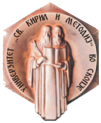 УНИВЕРЗИТЕТ "СВ. КИРИЛ И МЕТОДИЈ" ВО СКОПЈЕ